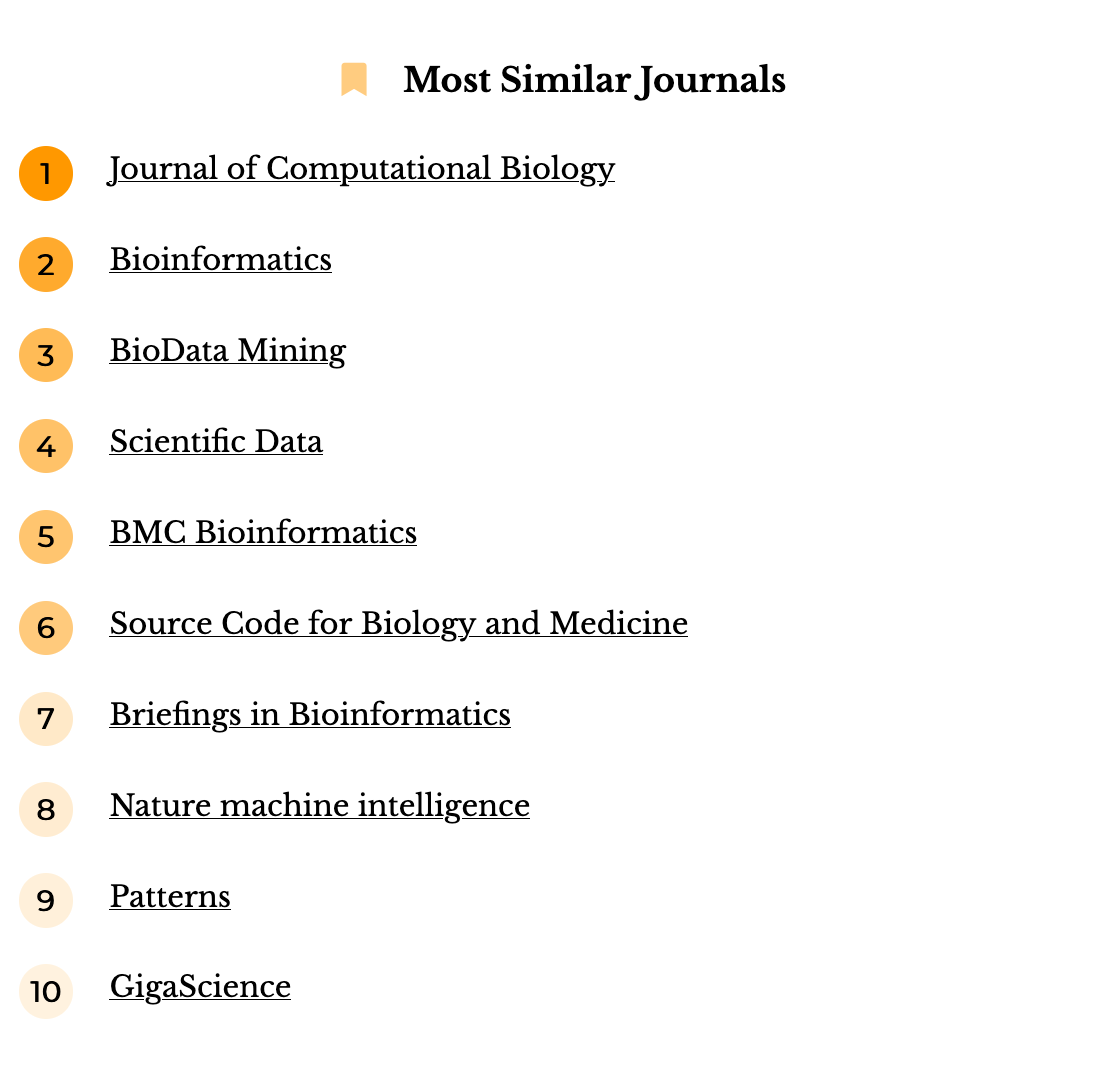 Most Similar Journals
1 Journal of Computational Biology
2 Bioinformatics
3 BioData Mining
4 Scientific Data
5 BMC Bioinformatics
6 Source Code for Biology and Medicine
7 Briefings in Bioinformatics
8 Nature machine intelligence
9 Patterns
10 GigaScience